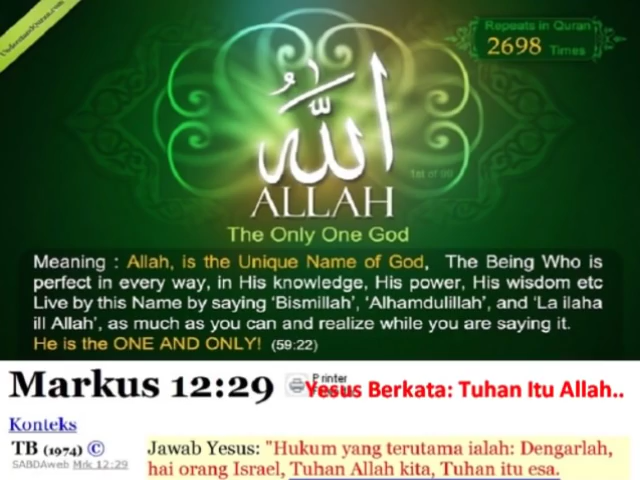 UnderstandQuran.com
Repeats in Quran
2698 Times
الله
1st of 99
ALLAH
The Only One God
Meaning : Allah, is the Unique Name of God, The Being Who is
perfect in every way, in His knowledge, His power, His wisdom etc
Live by this Name by saying 'Bismillah', 'Alhamdulillah', and 'La ilaha
ill Allah', as much as you can and realize while you are saying it.
He is the ONE AND ONLY! (59:22)
Markus 12:29
Printer
Yesus Berkata: Tuhan Itu Allah..
Konteks
TB (1974) ©
SABDAweb Mrk 12:29
Jawab Yesus: "Hukum yang terutama ialah: Dengarlah,
hai orang Israel, Tuhan Allah kita, Tuhan itu esa.